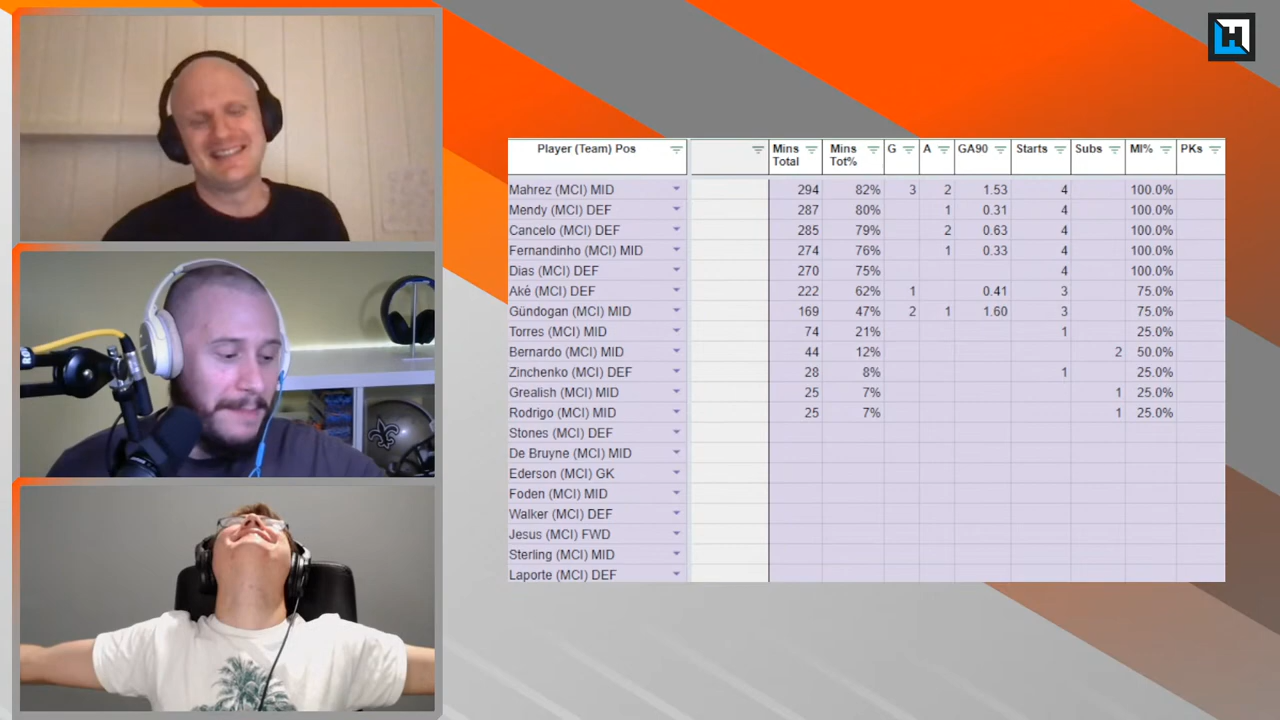 Player (Team) Pos Mins Total Mins Tot% G A GA90 Starts Subs MI% PKs
Mahrez (MCI) MID 294 82% 3 2 1.53 4 100.0%
Mendy (MCI) DEF 287 80% 1 0.31 4 100.0%
Cancelo (MCI) DEF 285 79% 2 0.63 4 100.0%
Fernandinho (MCI) MID 274 76% 1 0.33 4 100.0%
Dias (MCI) DEF 270 75% 4 100.0%
Aké (MCI) DEF 222 62% 1 0.41 3 75.0%
Gündogan (MCI) MID 169 47% 2 1 1.60 3 75.0%
Torres (MCI) MID 74 21% 1 25.0%
Bernardo (MCI) MID 44 12% 2 50.0%
Zinchenko (MCI) DEF 28 8% 1 25.0%
Grealish (MCI) MID 25 7% 1 25.0%
Rodrigo (MCI) MID 25 7% 1 25.0%
Stones (MCI) DEF
De Bruyne (MCI) MID
Ederson (MCI) GK
Foden (MCI) MID
Walker (MCI) DEF
Jesus (MCI) FWD
Sterling (MCI) MID
Laporte (MCI) DEF